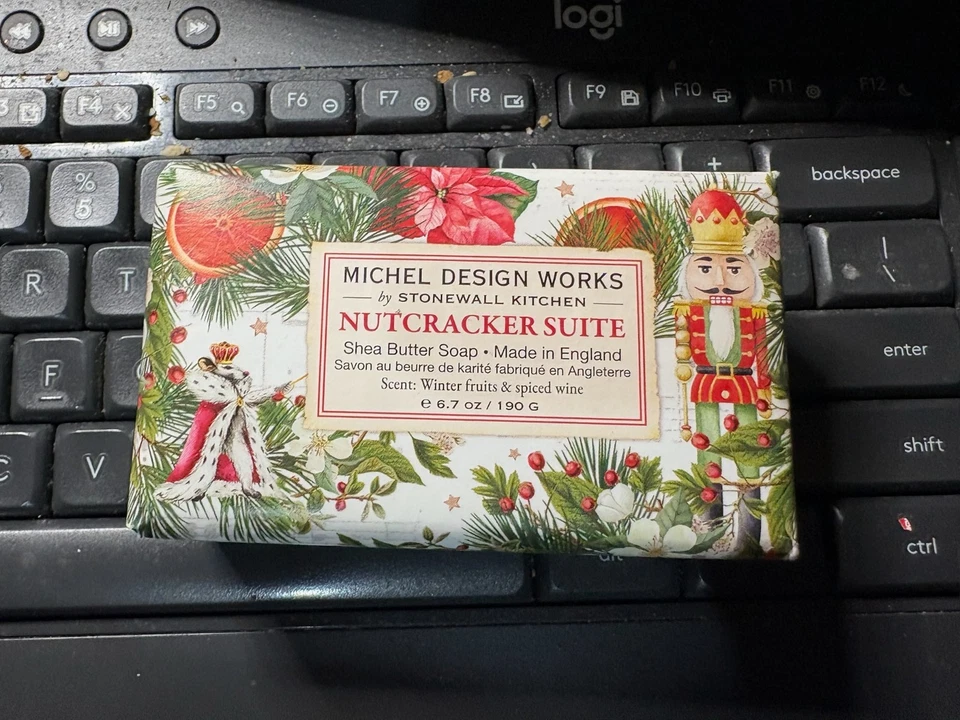 logi
F4
F5
F6
F7
F8
F9
F10
F11
F12
%
5
+
backspace
R
T
|
\
F
enter
C
V
shift
alt
ctrl
MICHEL DESIGN WORKS
by STONEWALL KITCHEN
NUTCRACKER SUITE
Shea Butter Soap • Made in England
Savon au beurre de karité fabriqué en Angleterre
Scent: Winter fruits & spiced wine
℮ 6.7 oz / 190 G